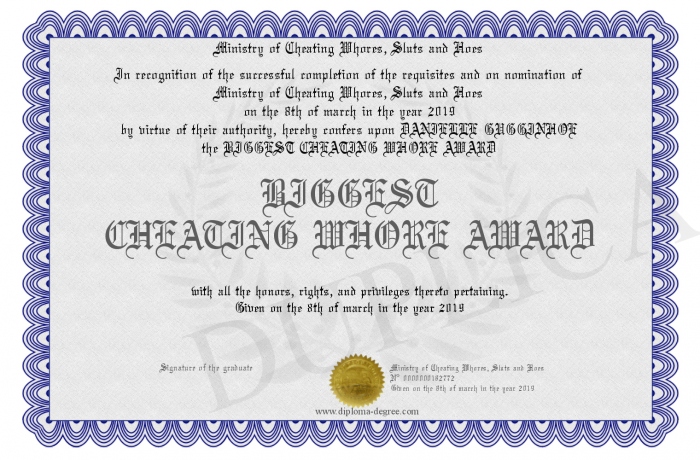 Ministry of Cheating Whores, Sluts and Hoes
In recognition of the successful completion of the requisites and on nomination of
Ministry of Cheating Whores, Sluts and Hoes
on the 8th of march in the year 2019
by virtue of their authority, hereby confers upon DANIELLE GUGGINHOE
the BIGGEST CHEATING WHORE AWARD
BIGGEST
CHEATING WHORE AWARD
DUPLICA
with all the honors, rights, and privileges thereto pertaining.
Given on the 8th of march in the year 2019
Signature of the graduate
Ministry of Cheating Whores, Sluts and Hoes
Nº 0000000182772
Given on the 8th of march in the year 2019
www.diploma-degree.com